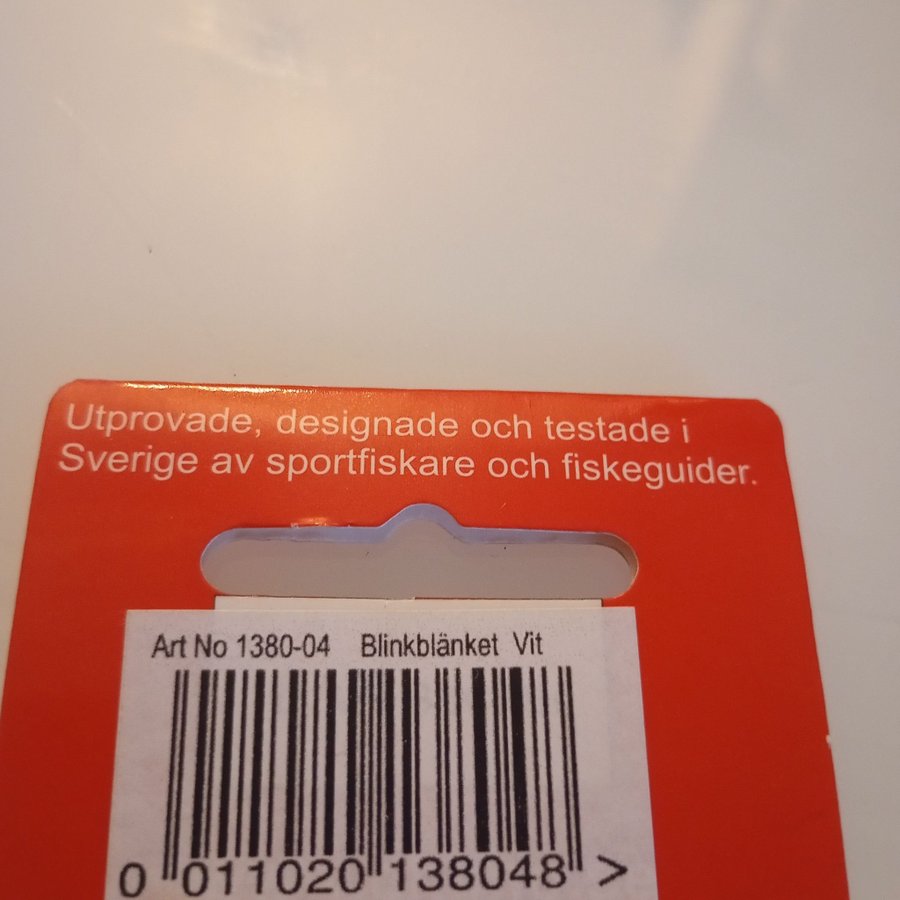 Utprovade, designade och testade i
Sverige av sportfiskare och fiskeguider.
Art No 1380-04 Blinkblänket Vit
0 011020 138048 >